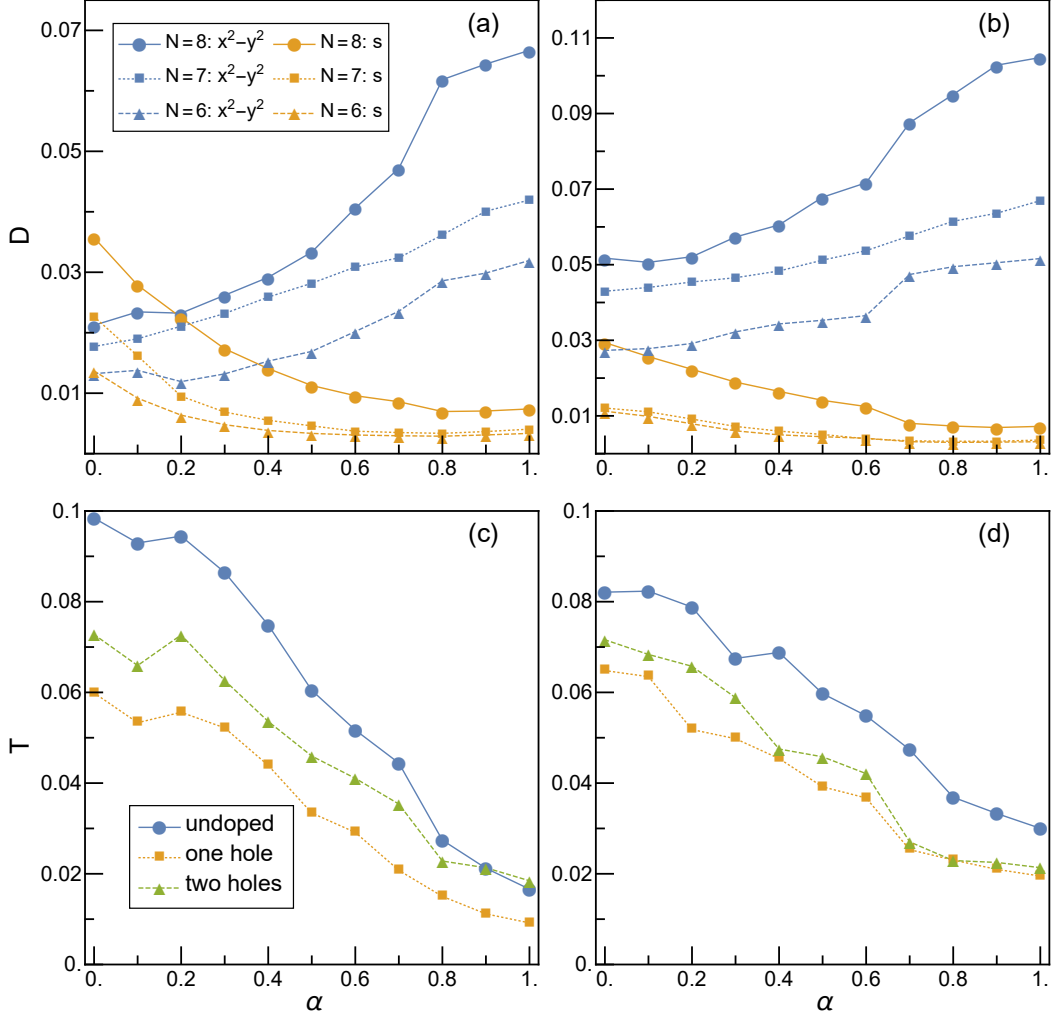 (a)
N=8: x²−y² N=8: s
N=7: x²−y² N=7: s
N=6: x²−y² N=6: s
D
0.07
0.05
0.03
0.01
0. 0.2 0.4 0.6 0.8 1.
(b)
0.11
0.09
0.07
0.05
0.03
0.01
0. 0.2 0.4 0.6 0.8 1.
(c)
T
0.1
0.08
0.06
0.04
0.02
0.
undoped
one hole
two holes
0. 0.2 0.4 0.6 0.8 1.
α
(d)
0.1
0.08
0.06
0.04
0.02
0.
0. 0.2 0.4 0.6 0.8 1.
α